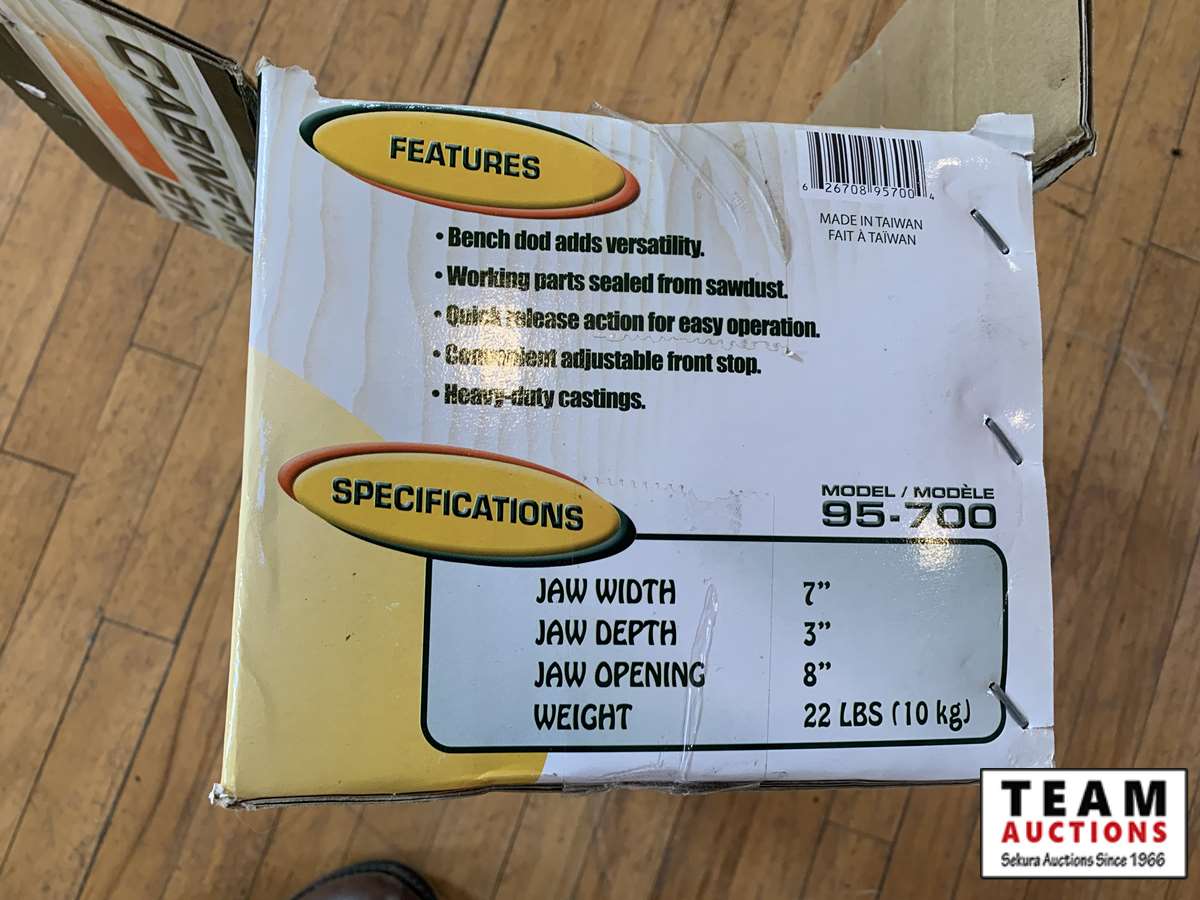 CABINET
FEATURES
• Bench dod adds versatility.
• Working parts sealed from sawdust.
• Quick release action for easy operation.
• Convenient adjustable front stop.
• Heavy-duty castings.
6 26708 95700 4
MADE IN TAIWAN
FAIT À TAÏWAN
SPECIFICATIONS
MODEL / MODÈLE
95-700
JAW WIDTH 7”
JAW DEPTH 3”
JAW OPENING 8”
WEIGHT 22 LBS (10 kg)
TEAM
AUCTIONS
Sekura Auctions Since 1966